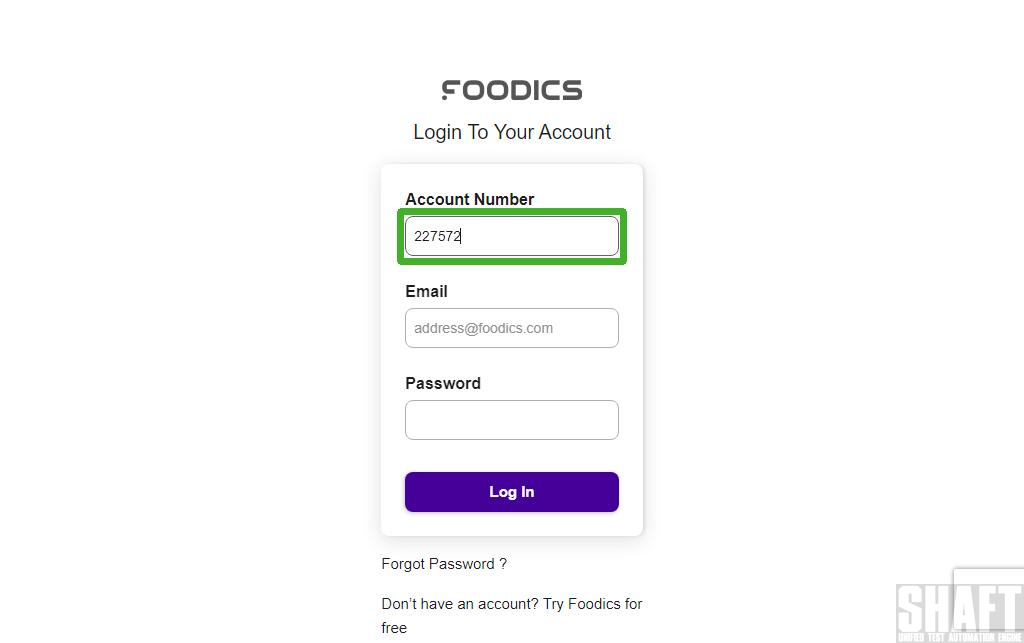 FOODICS
Login To Your Account
Account Number
227572
Email
address@foodics.com
Password
Log In
Forgot Password ?
Don't have an account? Try Foodics for
free
SHAFT
UNIFIED TEST AUTOMATION ENGINE